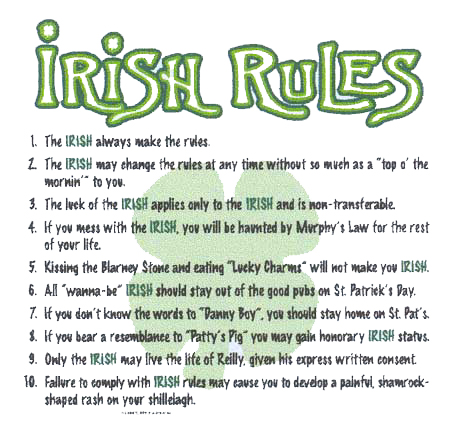 IRISH RULES
1. The IRISH always make the rules.
2. The IRISH may change the rules at any time without so much as a "top o' the
mornin'" to you.
3. The luck of the IRISH applies only to the IRISH and is non-transferable.
4. If you mess with the IRISH, you will be haunted by Murphy's Law for the rest
of your life.
5. Kissing the Blarney Stone and eating "Lucky Charms" will not make you IRISH.
6. All "wanna-be" IRISH should stay out of the good pubs on St. Patrick's Day.
7. If you don't know the words to "Danny Boy", you should stay home on St. Pat's.
8. If you bear a resemblance to "Patty's Pig" you may gain honorary IRISH status.
9. Only the IRISH may live the life of Reilly, given his express written consent.
10. Failure to comply with IRISH rules may cause you to develop a painful, shamrock-
shaped rash on your shillelagh.